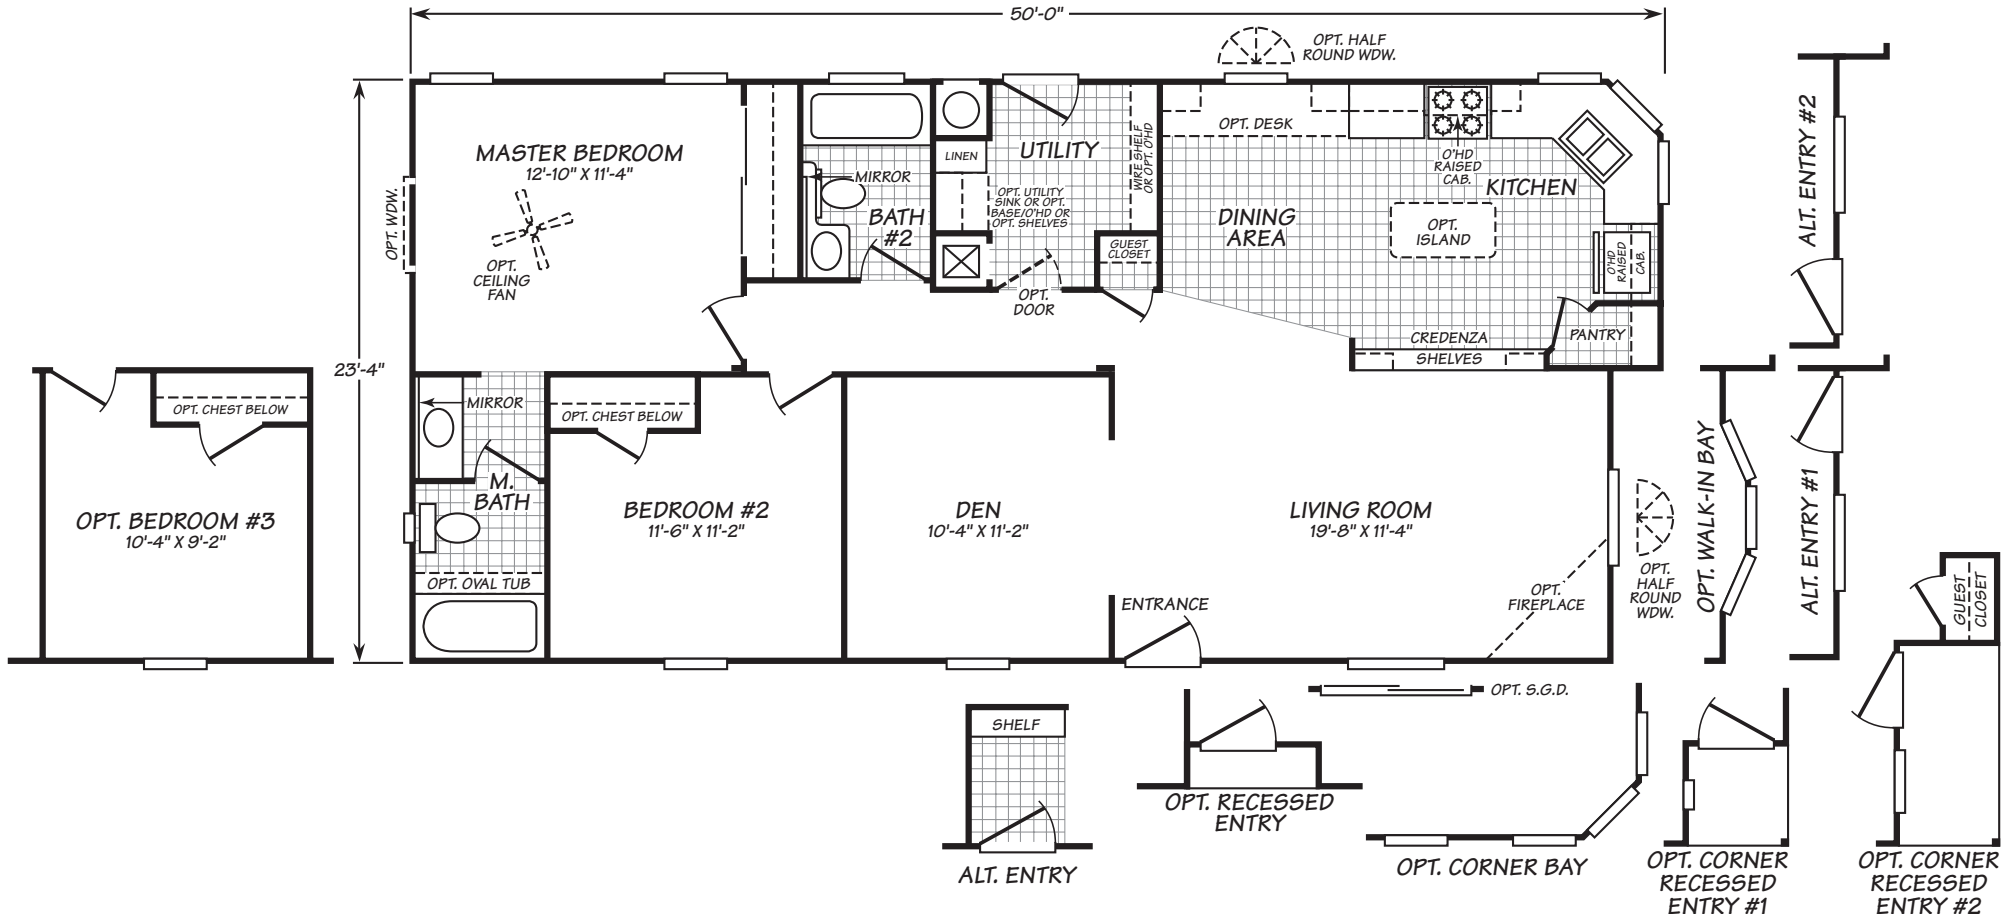 50'-0"
OPT. HALF
ROUND WDW.
MASTER BEDROOM
12'-10" X 11'-4"
OPT. WDW.
OPT.
CEILING
FAN
MIRROR
BATH
#2
LINEN
UTILITY
OPT. UTILITY
SINK OR OPT.
BASE/O'HD OR
OPT. SHELVES
WIRE SHELF
OR OPT. O'HD
GUEST
CLOSET
OPT.
DOOR
OPT. DESK
O'HD
RAISED
CAB.
KITCHEN
DINING
AREA
OPT.
ISLAND
O'HD
RAISED
CAB.
PANTRY
CREDENZA
SHELVES
23'-4"
OPT. CHEST BELOW
OPT. BEDROOM #3
10'-4" X 9'-2"
MIRROR
M.
BATH
OPT. OVAL TUB
OPT. CHEST BELOW
BEDROOM #2
11'-6" X 11'-2"
DEN
10'-4" X 11'-2"
LIVING ROOM
19'-8" X 11'-4"
ENTRANCE
OPT.
FIREPLACE
OPT.
HALF
ROUND
WDW.
OPT. WALK-IN BAY
ALT. ENTRY #2
ALT. ENTRY #1
GUEST
CLOSET
OPT. S.G.D.
SHELF
ALT. ENTRY
OPT. RECESSED
ENTRY
OPT. CORNER BAY
OPT. CORNER
RECESSED
ENTRY #1
OPT. CORNER
RECESSED
ENTRY #2